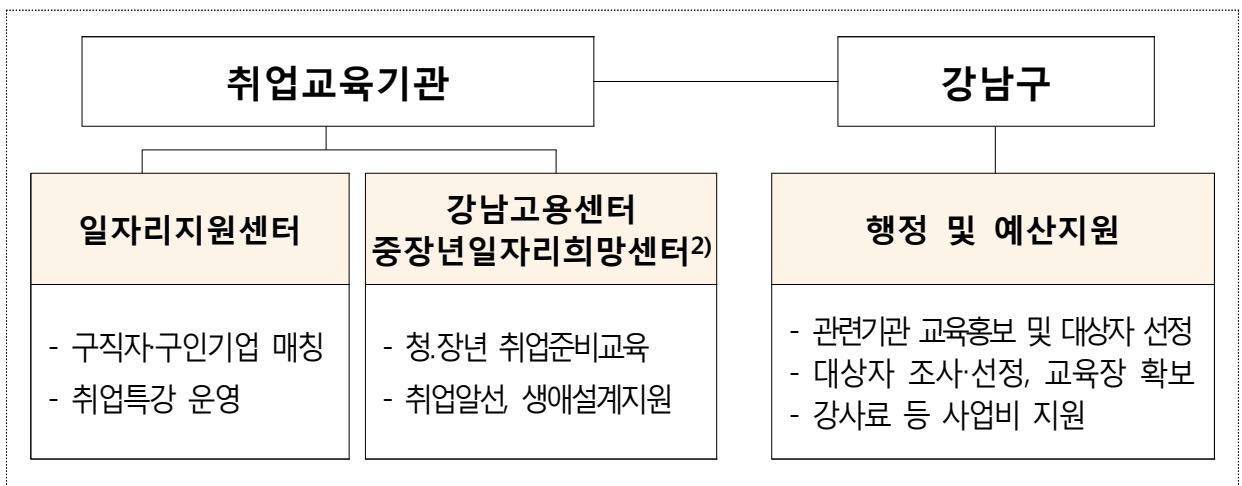 취업교육기관
강남구
일자리지원센터
강남고용센터
중장년일자리희망센터2)
행정 및 예산지원
- 구직자·구인기업 매칭
- 취업특강 운영
- 청.장년 취업준비교육
- 취업알선, 생애설계지원
- 관련기관 교육홍보 및 대상자 선정
- 대상자 조사·선정, 교육장 확보
- 강사료 등 사업비 지원